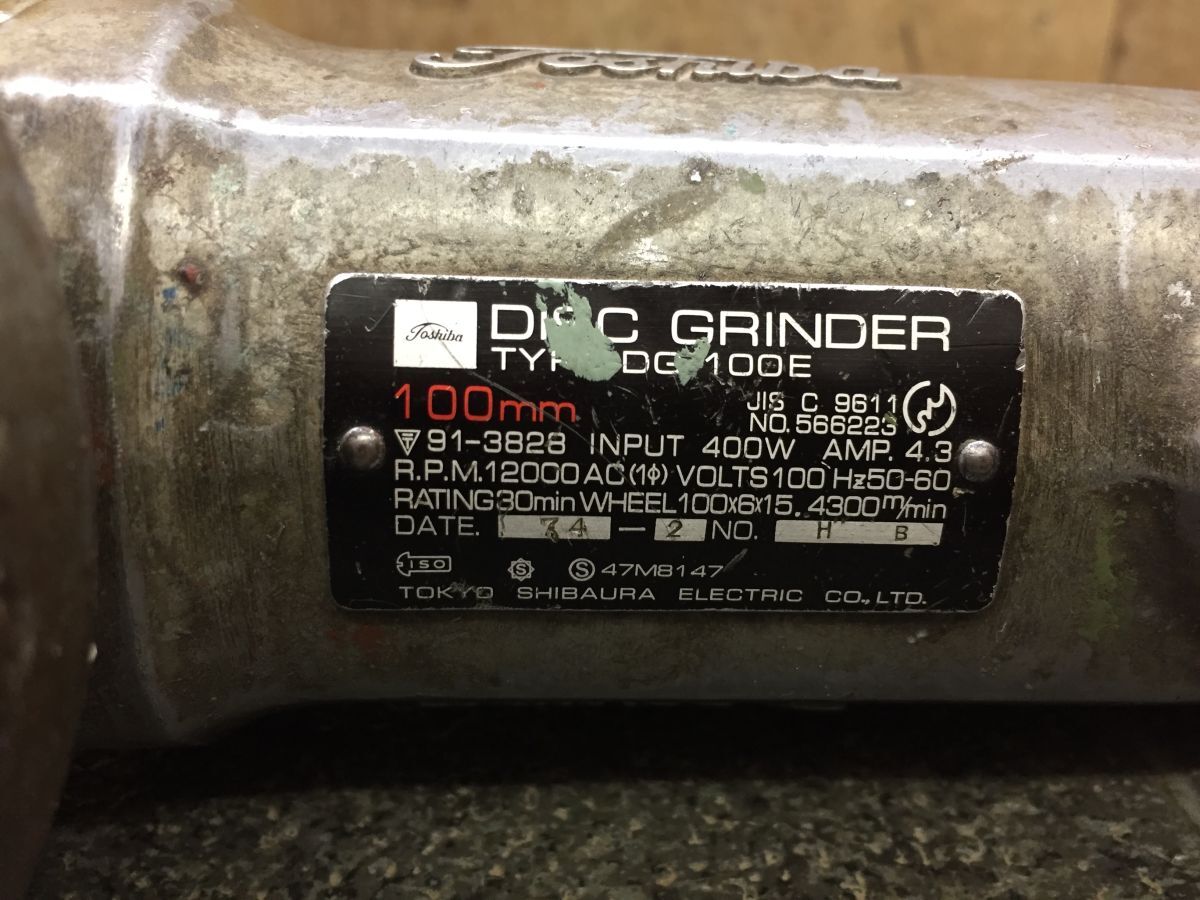 Toshiba
Toshiba
DISC GRINDER
TYPE DG-100E
100mm
JIS C 9611
NO.566223
91-3828 INPUT 400W AMP. 4.3
R.P.M.12000 AC(1φ) VOLTS100 Hz50-60
RATING30min WHEEL100x6x15.4300m/min
DATE. 74 - 2 NO. H B
ISO
S S 47M8147
TOKYO SHIBAURA ELECTRIC CO.,LTD.